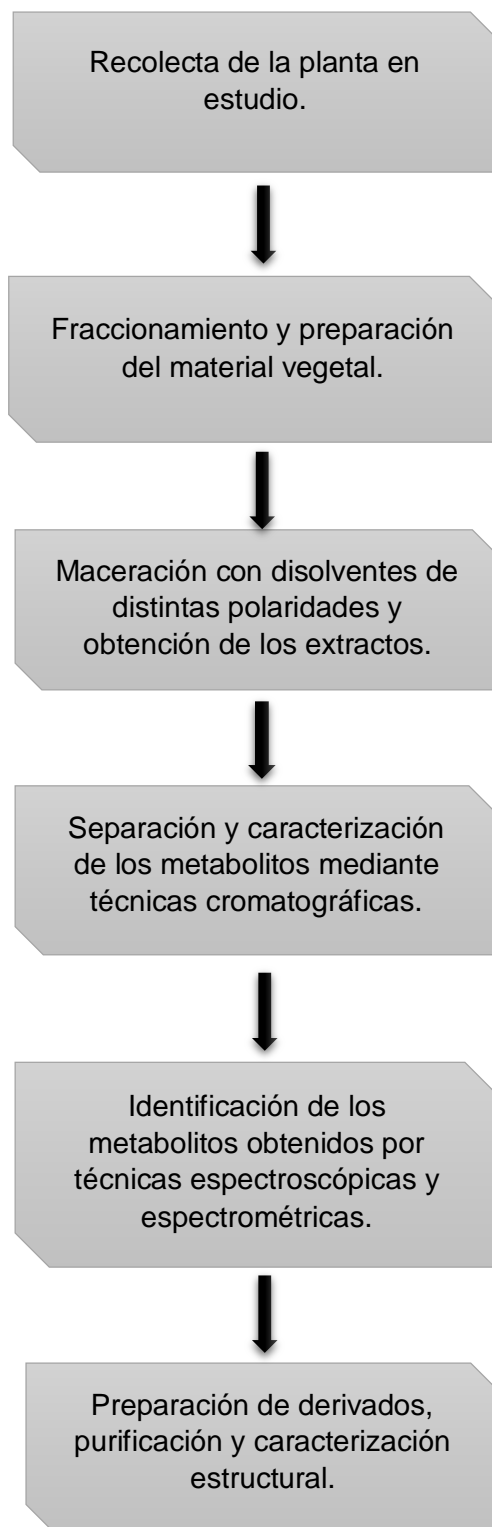 Recolecta de la planta en
estudio.
Fraccionamiento y preparación
del material vegetal.
Maceración con disolventes de
distintas polaridades y
obtención de los extractos.
Separación y caracterización
de los metabolitos mediante
técnicas cromatográficas.
Identificación de los
metabolitos obtenidos por
técnicas espectroscópicas y
espectrométricas.
Preparación de derivados,
purificación y caracterización
estructural.